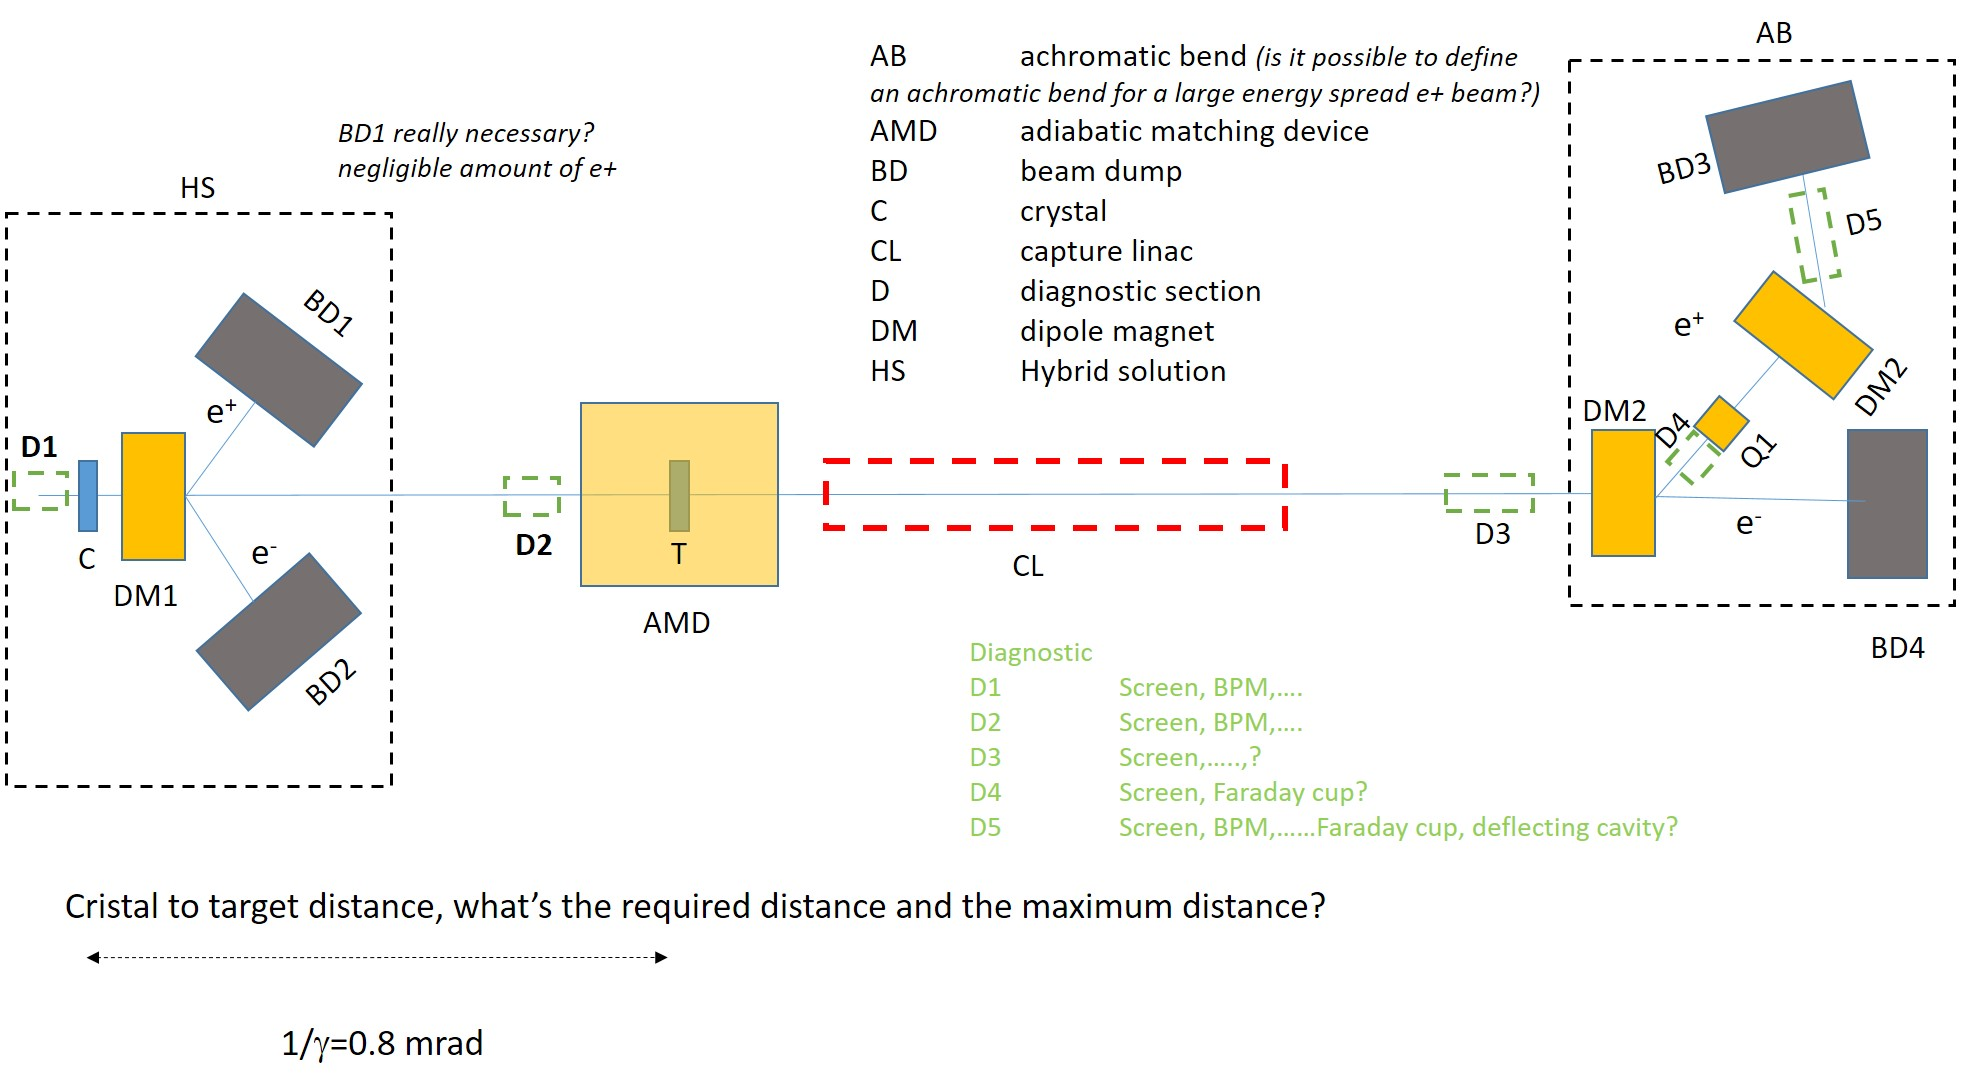 AB
AB achromatic bend (is it possible to define
an achromatic bend for a large energy spread e+ beam?)
AMD adiabatic matching device
BD beam dump
C crystal
CL capture linac
D diagnostic section
DM dipole magnet
HS Hybrid solution
BD1 really necessary?
negligible amount of e+
HS
BD1
e+
D1
C
DM1
e-
BD2
D2
T
AMD
CL
D3
DM2
D4
Q1
e-
e+
DM2
D5
BD3
BD4
Diagnostic
D1 Screen, BPM,....
D2 Screen, BPM,....
D3 Screen,.....,?
D4 Screen, Faraday cup?
D5 Screen, BPM,......Faraday cup, deflecting cavity?
Cristal to target distance, what’s the required distance and the maximum distance?
1/γ=0.8 mrad